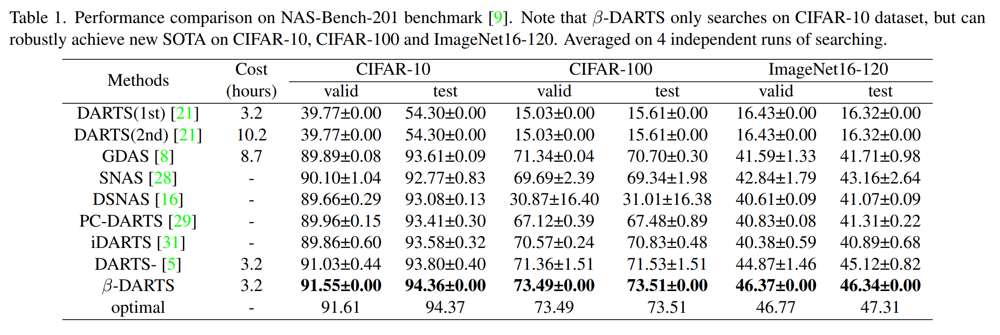 Table 1. Performance comparison on NAS-Bench-201 benchmark [9]. Note that β-DARTS only searches on CIFAR-10 dataset, but can
robustly achieve new SOTA on CIFAR-10, CIFAR-100 and ImageNet16-120. Averaged on 4 independent runs of searching.
Methods Cost (hours) CIFAR-10 CIFAR-100 ImageNet16-120
valid test valid test valid test
DARTS(1st) [21] 3.2 39.77±0.00 54.30±0.00 15.03±0.00 15.61±0.00 16.43±0.00 16.32±0.00
DARTS(2nd) [21] 10.2 39.77±0.00 54.30±0.00 15.03±0.00 15.61±0.00 16.43±0.00 16.32±0.00
GDAS [8] 8.7 89.89±0.08 93.61±0.09 71.34±0.04 70.70±0.30 41.59±1.33 41.71±0.98
SNAS [28] - 90.10±1.04 92.77±0.83 69.69±2.39 69.34±1.98 42.84±1.79 43.16±2.64
DSNAS [16] - 89.66±0.29 93.08±0.13 30.87±16.40 31.01±16.38 40.61±0.09 41.07±0.09
PC-DARTS [29] - 89.96±0.15 93.41±0.30 67.12±0.39 67.48±0.89 40.83±0.08 41.31±0.22
iDARTS [31] - 89.86±0.60 93.58±0.32 70.57±0.24 70.83±0.48 40.38±0.59 40.89±0.68
DARTS- [5] 3.2 91.03±0.44 93.80±0.40 71.36±1.51 71.53±1.51 44.87±1.46 45.12±0.82
β-DARTS 3.2 91.55±0.00 94.36±0.00 73.49±0.00 73.51±0.00 46.37±0.00 46.34±0.00
optimal - 91.61 94.37 73.49 73.51 46.77 47.31